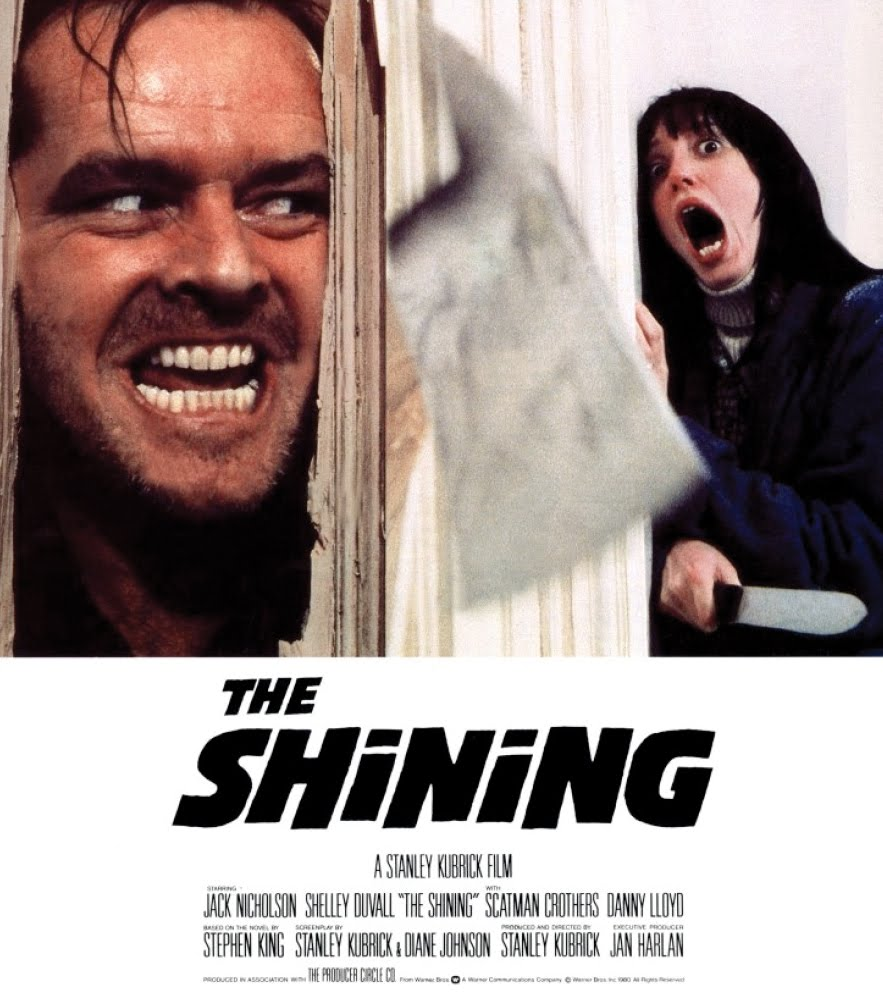 THE
SHiNiNG
A STANLEY KUBRICK FILM
STARRING WITH
JACK NICHOLSON SHELLEY DUVALL "THE SHINING" SCATMAN CROTHERS DANNY LLOYD
BASED ON THE NOVEL BY SCREENPLAY BY PRODUCED AND DIRECTED BY EXECUTIVE PRODUCER
STEPHEN KING STANLEY KUBRICK & DIANE JOHNSON STANLEY KUBRICK JAN HARLAN
PRODUCED IN ASSOCIATION WITH THE PRODUCER CIRCLE CO. From Warner Bros W A Warner Communications Company © Warner Bros. Inc 1980 All Rights Reserved